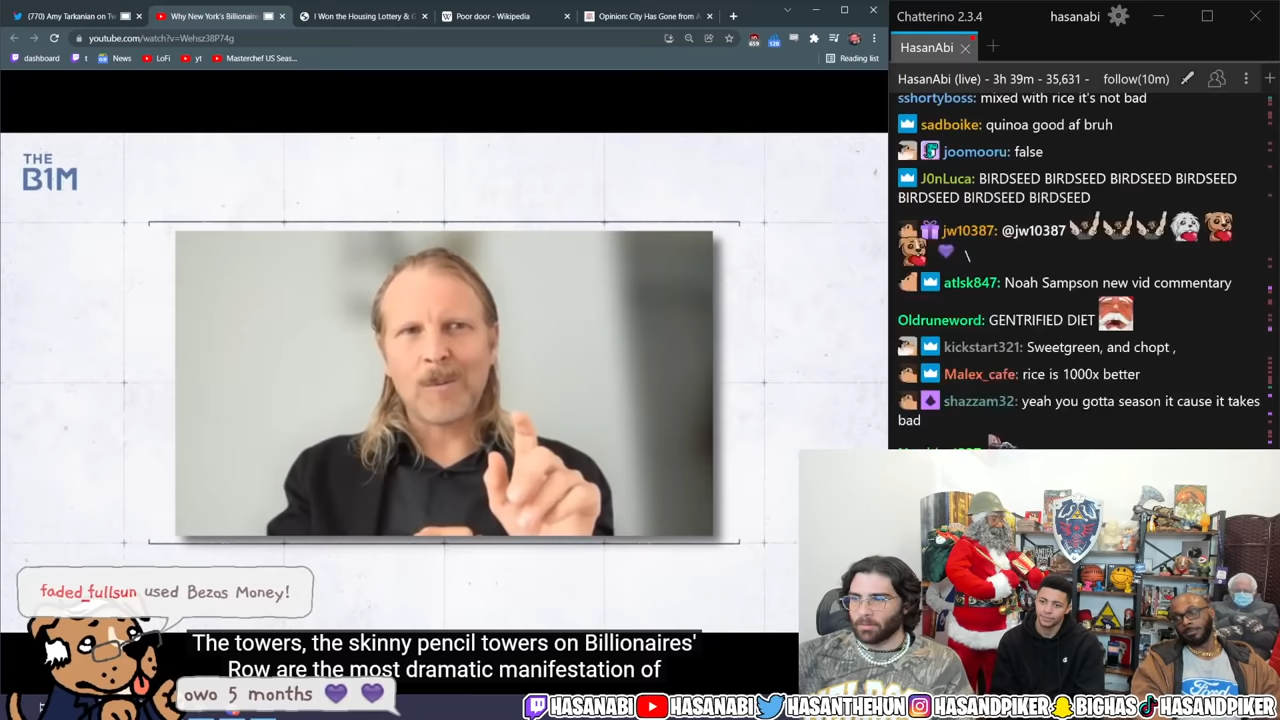 (770) Amy Tarkanian on Tw
Why New York's Billionaire
I Won the Housing Lottery & G
Poor door - Wikipedia
Opinion: City Has Gone from A
youtube.com/watch?v=Wehsz38P74g
659
128
dashboard
t
News
LoFi
yt
Masterchef US Seas...
Reading list
THE
B1M
The towers, the skinny pencil towers on Billionaires'
Row are the most dramatic manifestation of
faded_fullsun used Bezos Money!
owo 5 months
Chatterino 2.3.4
hasanabi
HasanAbi
HasanAbi (live) - 3h 39m - 35,631 -
follow(10m)
sshortyboss: mixed with rice it's not bad
sadboike: quinoa good af bruh
joomooru: false
J0nLuca: BIRDSEED BIRDSEED BIRDSEED BIRDSEED
BIRDSEED BIRDSEED BIRDSEED
jw10387: @jw10387
\
atlsk847: Noah Sampson new vid commentary
Oldruneword: GENTRIFIED DIET
kickstart321: Sweetgreen, and chopt ,
Malex_cafe: rice is 1000x better
shazzam32: yeah you gotta season it cause it takes
bad
Ford
HASANABI
HASANABI
HASANTHEHUN
HASANDPIKER
BIGHAS
HASANDPIKER